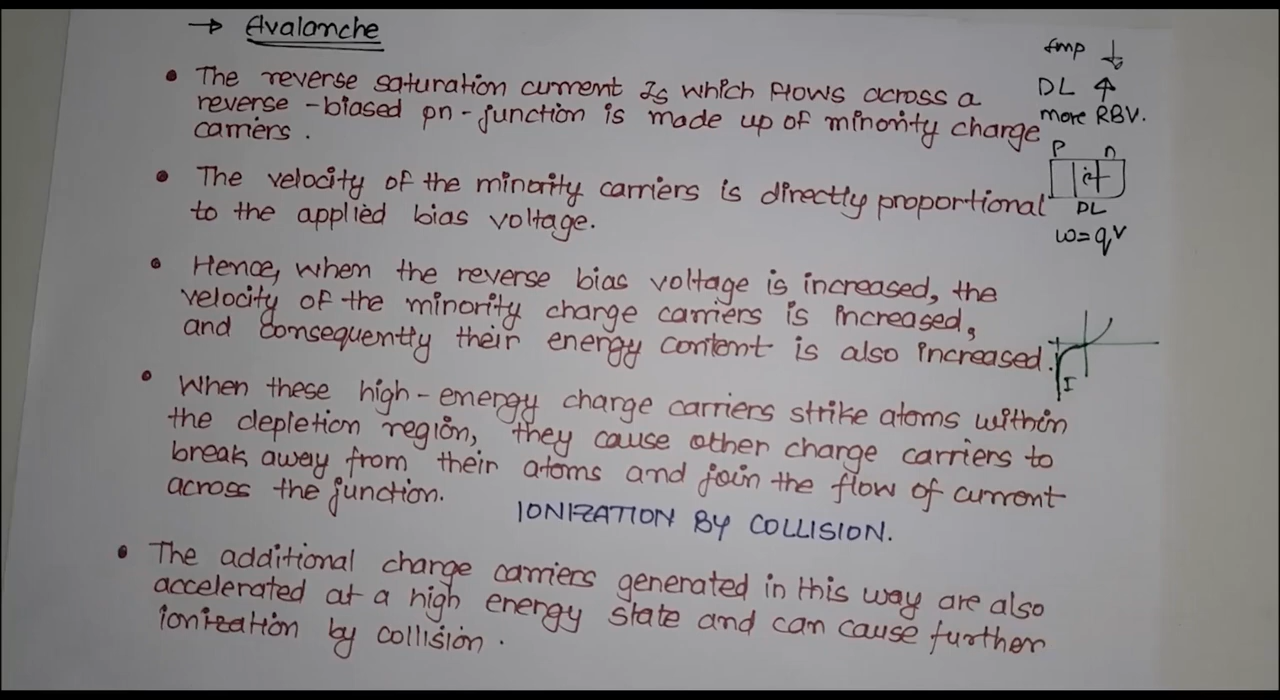 → Avalanche
• The reverse saturation current Is which flows across a
reverse-biased pn-junction is made up of minority charge
carriers.
• The velocity of the minority carriers is directly proportional
to the applied bias voltage.
• Hence, when the reverse bias voltage is increased, the
velocity of the minority charge carriers is increased,
and consequently their energy content is also increased.
• When these high-energy charge carriers strike atoms within
the depletion region, they cause other charge carriers to
break away from their atoms and join the flow of current
across the junction.
IONIZATION BY COLLISION.
• The additional charge carriers generated in this way are also
accelerated at a high energy state and can cause further
ionization by collision.
Imp ↓
DL ↑
more RBV.
P n
DL
W=qV
I